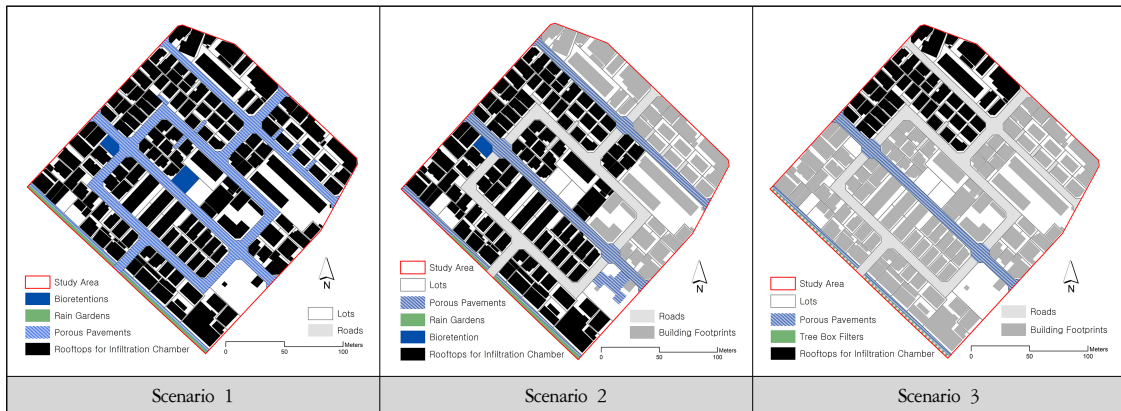 Study Area
Bioretentions
Rain Gardens
Porous Pavements
Rooftops for Infiltration Chamber
Lots
Roads
N
Meters
0 50 100
Scenario 1
Study Area
Lots
Porous Pavements
Rain Gardens
Bioretention
Rooftops for Infiltration Chamber
Roads
Building Footprints
N
Meters
0 50 100
Scenario 2
Study Area
Lots
Porous Pavements
Tree Box Filters
Rooftops for Infiltration Chamber
Roads
Building Footprints
N
Meters
0 50 100
Scenario 3